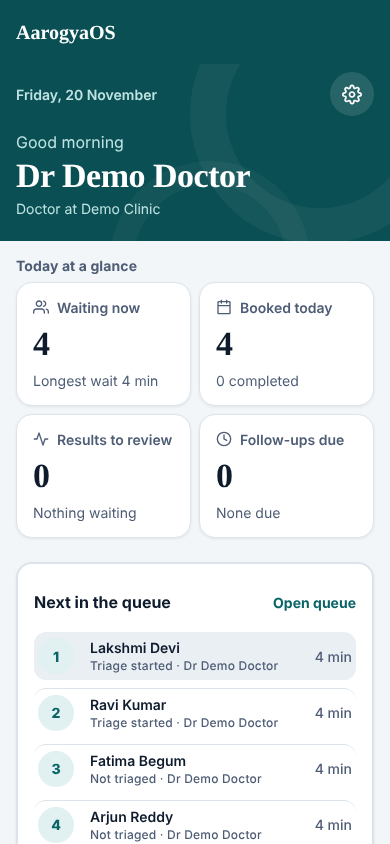 AarogyaOS
Friday, 20 November
Good morning
Dr Demo Doctor
Doctor at Demo Clinic
Today at a glance
Waiting now
4
Longest wait 4 min
Booked today
4
0 completed
Results to review
0
Nothing waiting
Follow-ups due
0
None due
Next in the queue
Open queue
1
Lakshmi Devi
Triage started · Dr Demo Doctor
4 min
2
Ravi Kumar
Triage started · Dr Demo Doctor
4 min
3
Fatima Begum
Not triaged · Dr Demo Doctor
4 min
4
Arjun Reddy
Not triaged · Dr Demo Doctor
4 min